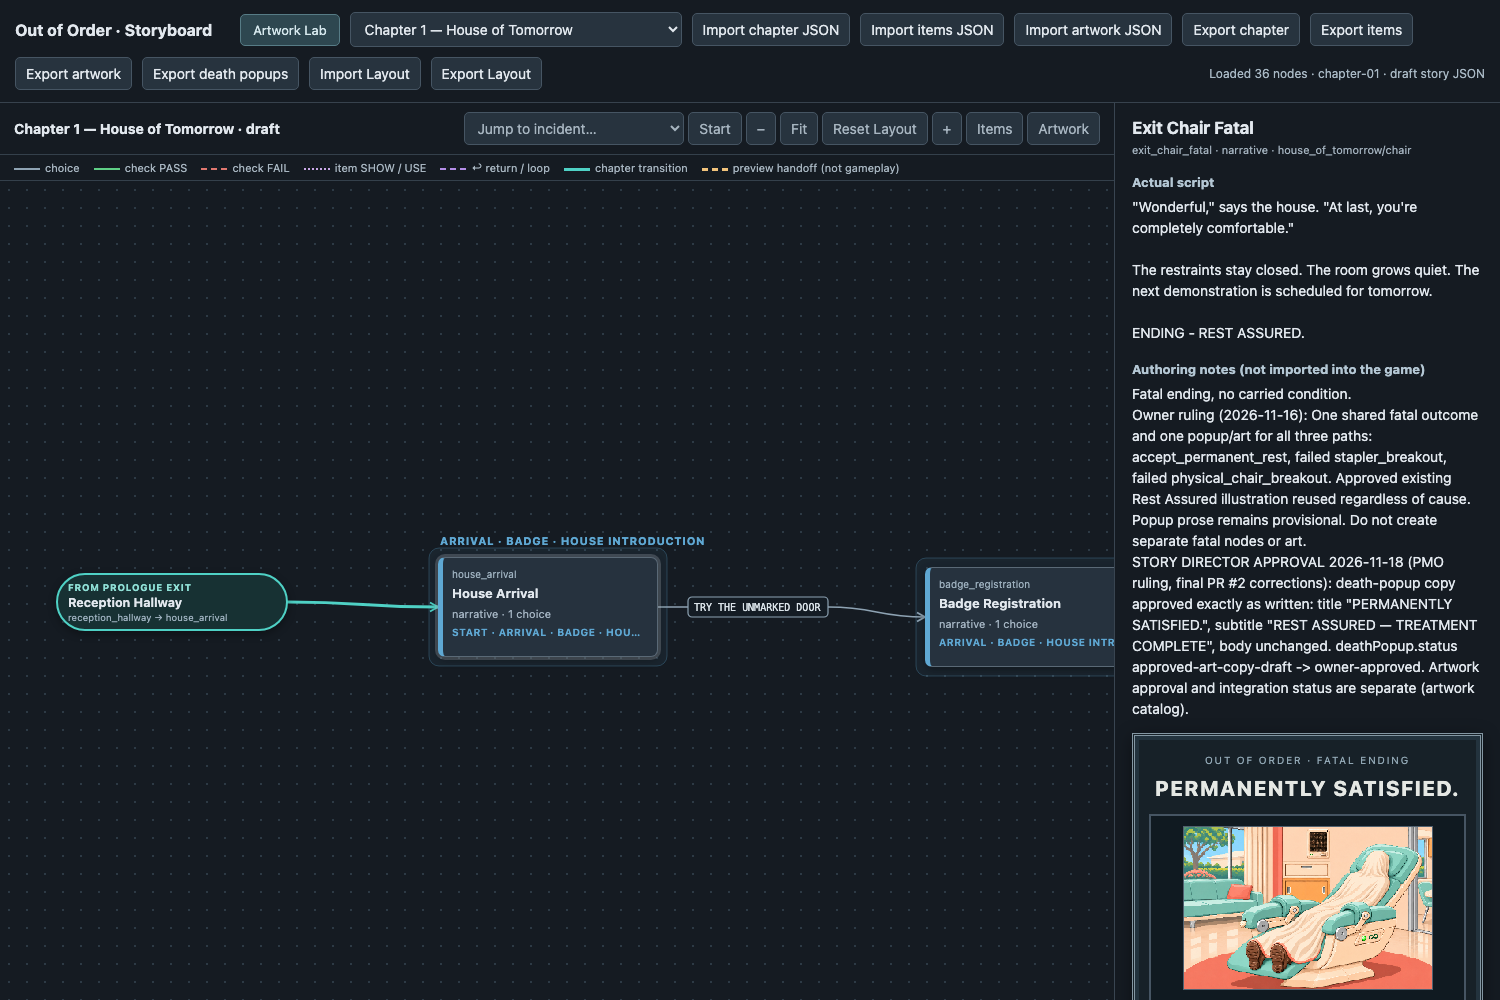 Out of Order · Storyboard
Artwork Lab
Chapter 1 — House of Tomorrow
Import chapter JSON
Import items JSON
Import artwork JSON
Export chapter
Export items
Export artwork
Export death popups
Import Layout
Export Layout
Loaded 36 nodes · chapter-01 · draft story JSON
Chapter 1 — House of Tomorrow · draft
Jump to incident...
Start
−
Fit
Reset Layout
+
Items
Artwork
choice
check PASS
check FAIL
item SHOW / USE
↩ return / loop
chapter transition
preview handoff (not gameplay)
FROM PROLOGUE EXIT
Reception Hallway
reception_hallway → house_arrival
ARRIVAL · BADGE · HOUSE INTRODUCTION
house_arrival
House Arrival
narrative · 1 choice
START · ARRIVAL · BADGE · HOU…
TRY THE UNMARKED DOOR
badge_registration
Badge Registration
narrative · 1 choice
ARRIVAL · BADGE · HOUSE INTR
Exit Chair Fatal
exit_chair_fatal · narrative · house_of_tomorrow/chair
Actual script
"Wonderful," says the house. "At last, you're
completely comfortable."
The restraints stay closed. The room grows quiet. The
next demonstration is scheduled for tomorrow.
ENDING - REST ASSURED.
Authoring notes (not imported into the game)
Fatal ending, no carried condition.
Owner ruling (2026-11-16): One shared fatal outcome
and one popup/art for all three paths:
accept_permanent_rest, failed stapler_breakout,
failed physical_chair_breakout. Approved existing
Rest Assured illustration reused regardless of cause.
Popup prose remains provisional. Do not create
separate fatal nodes or art.
STORY DIRECTOR APPROVAL 2026-11-18 (PMO
ruling, final PR #2 corrections): death-popup copy
approved exactly as written: title "PERMANENTLY
SATISFIED.", subtitle "REST ASSURED — TREATMENT
COMPLETE", body unchanged. deathPopup.status
approved-art-copy-draft -> owner-approved. Artwork
approval and integration status are separate (artwork
catalog).
OUT OF ORDER · FATAL ENDING
PERMANENTLY SATISFIED.